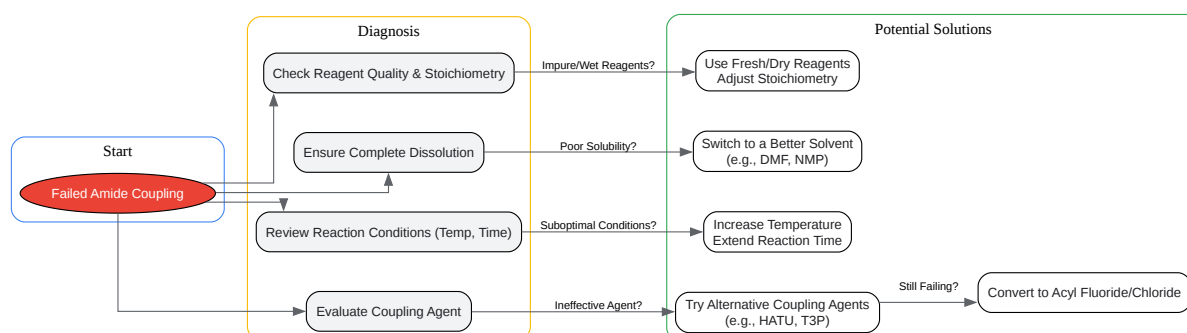 Start
Failed Amide Coupling
Diagnosis
Check Reagent Quality & Stoichiometry
Ensure Complete Dissolution
Review Reaction Conditions (Temp, Time)
Evaluate Coupling Agent
Impure/Wet Reagents?
Poor Solubility?
Suboptimal Conditions?
Ineffective Agent?
Potential Solutions
Use Fresh/Dry Reagents
Adjust Stoichiometry
Switch to a Better Solvent
(e.g., DMF, NMP)
Increase Temperature
Extend Reaction Time
Try Alternative Coupling Agents
(e.g., HATU, T3P)
Still Failing?
Convert to Acyl Fluoride/Chloride